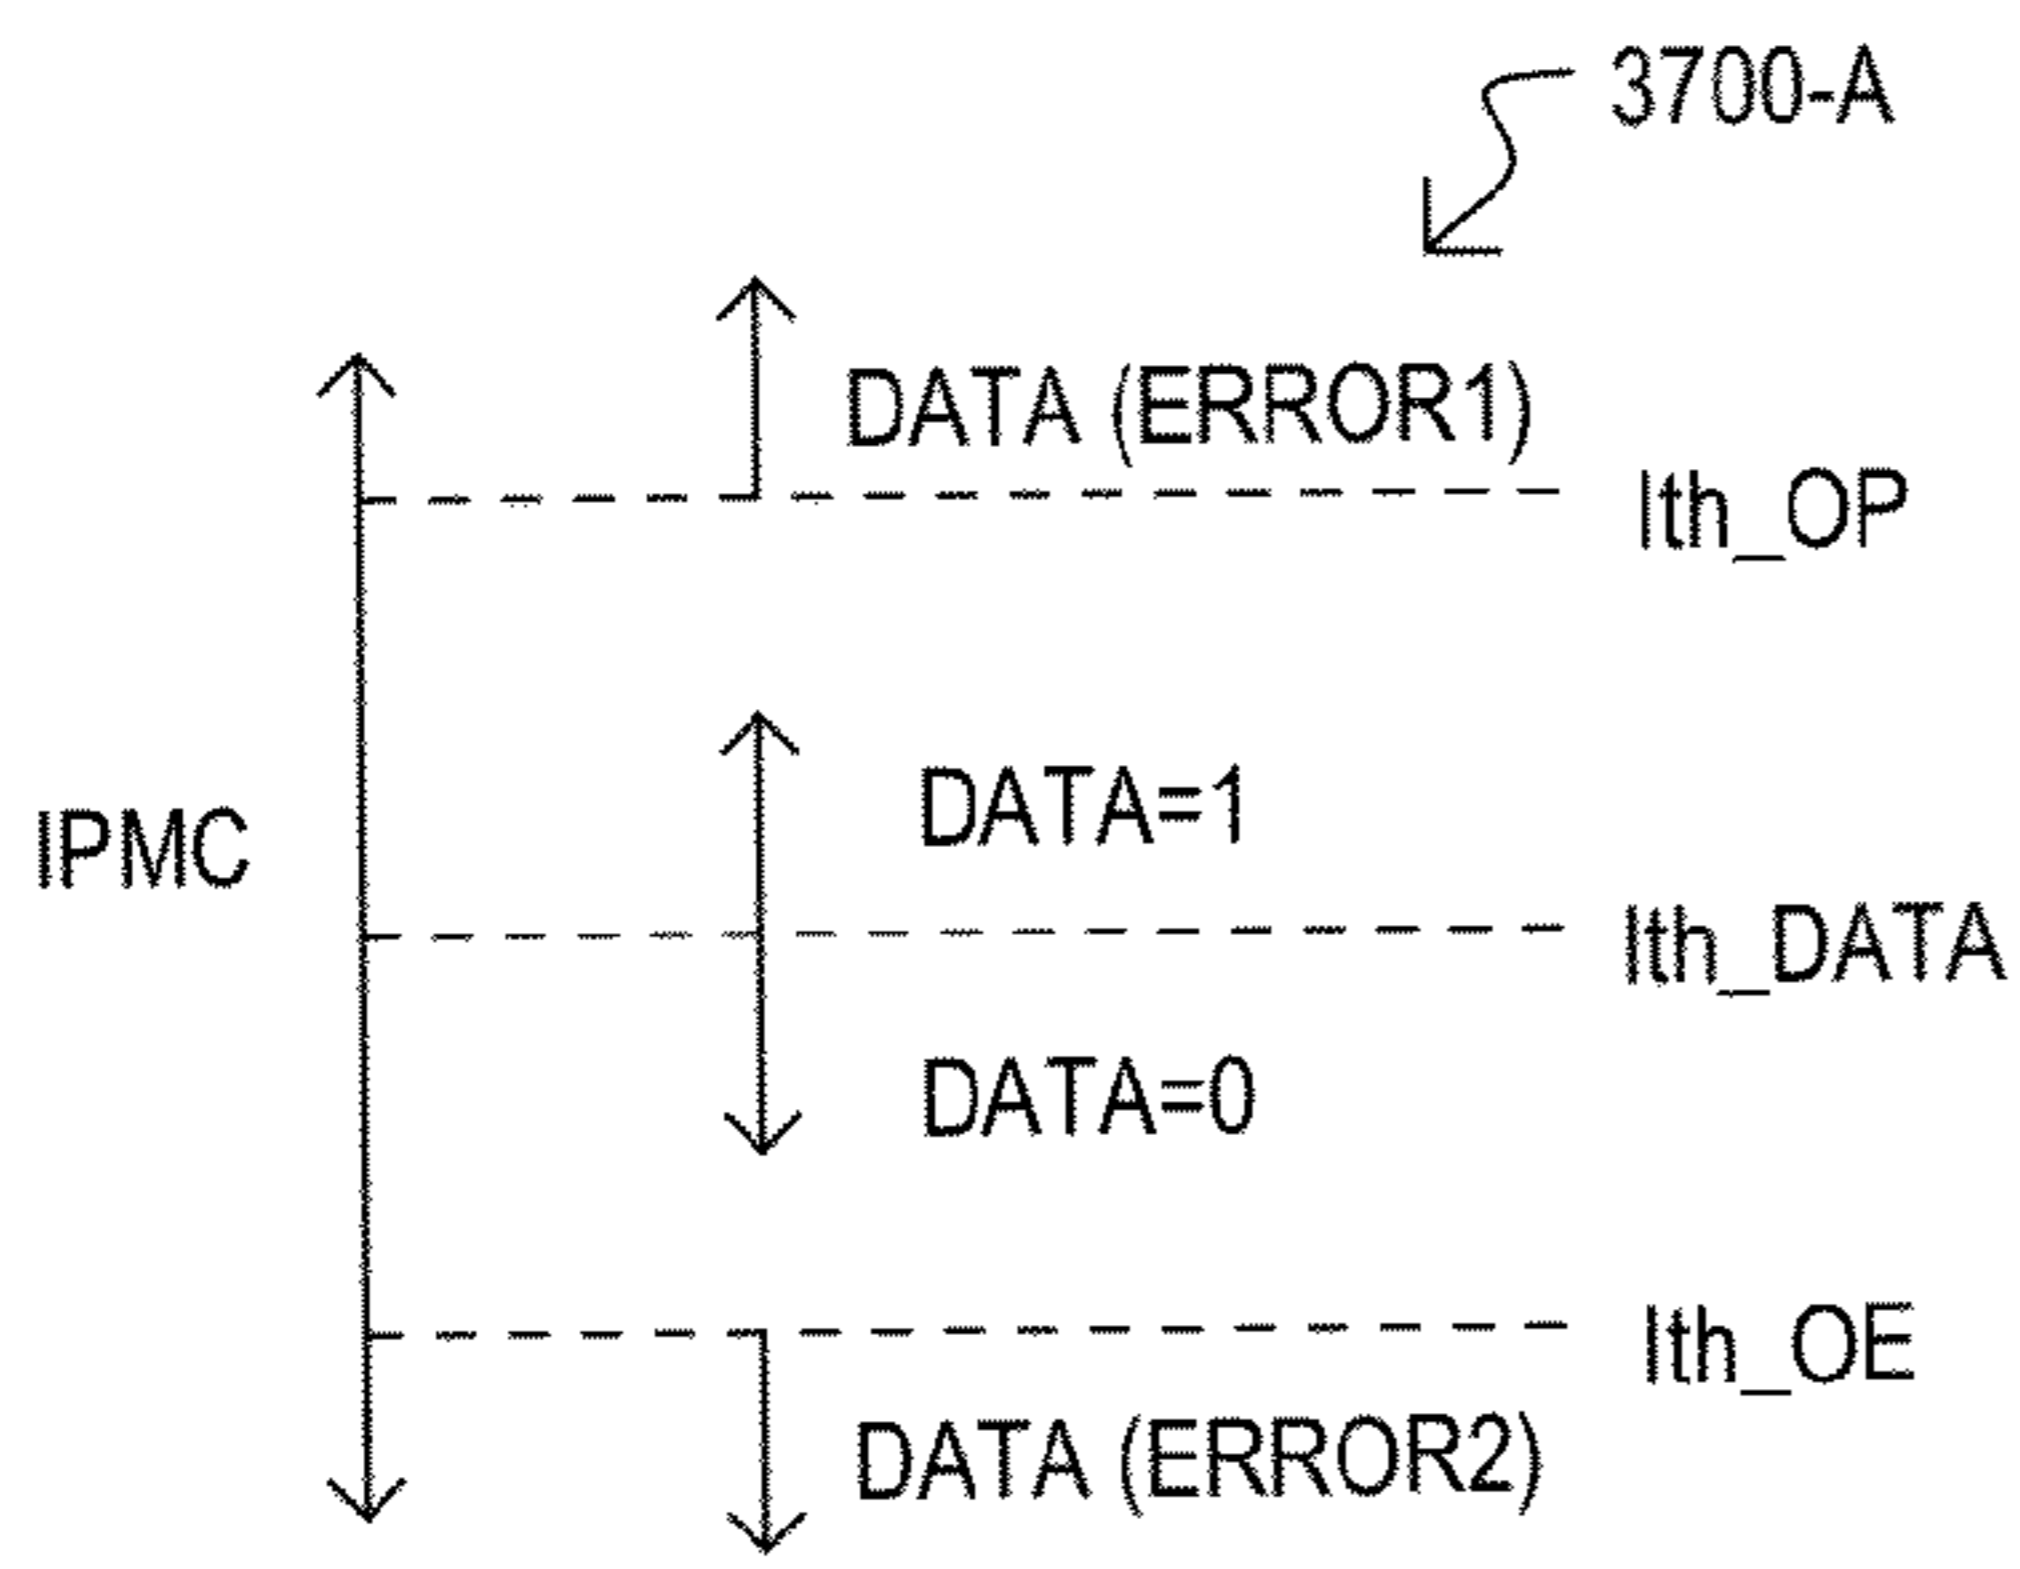 3700-A
DATA (ERROR1)
Ith_OP
DATA=1
IPMC
Ith_DATA
DATA=0
Ith_OE
DATA (ERROR2)